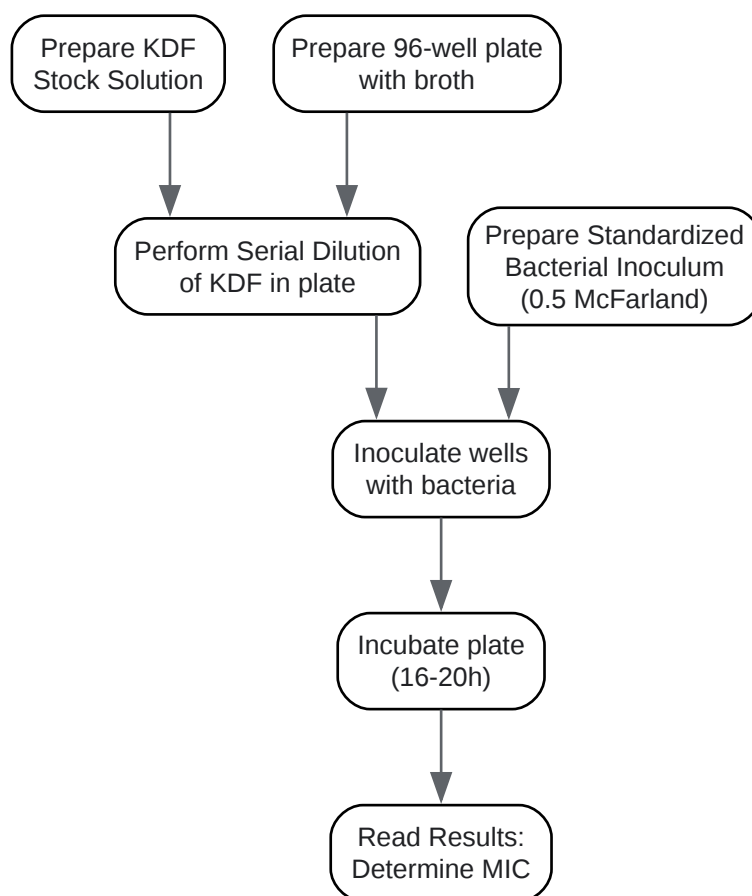 Prepare KDF
Stock Solution
Prepare 96-well plate
with broth
Perform Serial Dilution
of KDF in plate
Prepare Standardized
Bacterial Inoculum
(0.5 McFarland)
Inoculate wells
with bacteria
Incubate plate
(16-20h)
Read Results:
Determine MIC